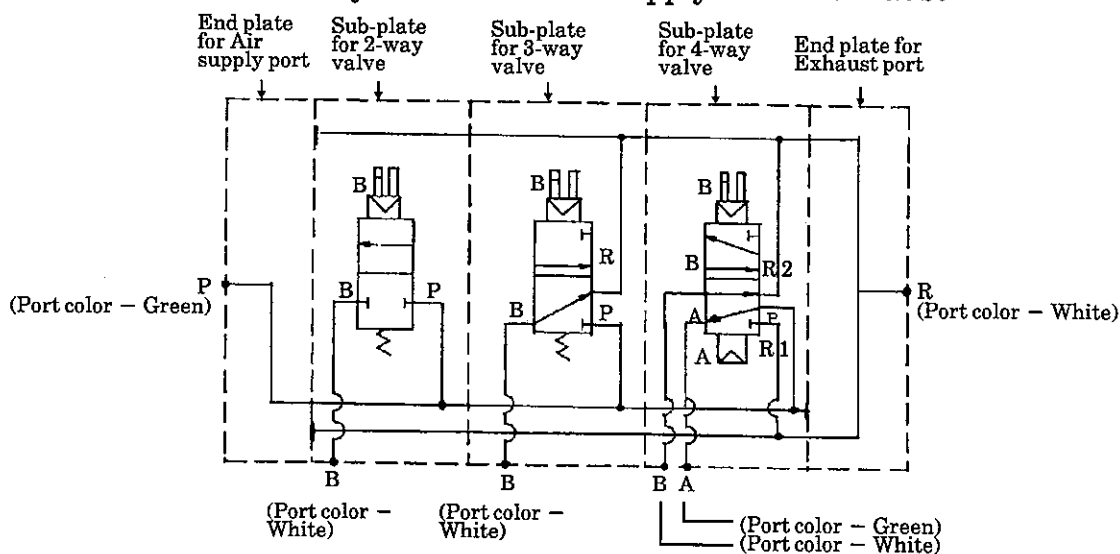 End plate
for Air
supply port
Sub-plate
for 2-way
valve
Sub-plate
for 3-way
valve
Sub-plate
for 4-way
valve
End plate for
Exhaust port
B
B
B
R
B
R2
P
(Port color – Green)
B
P
B
P
A
P
R
(Port color – White)
A
R1
B
B
B
A
(Port color –
White)
(Port color –
White)
(Port color – Green)
(Port color – White)